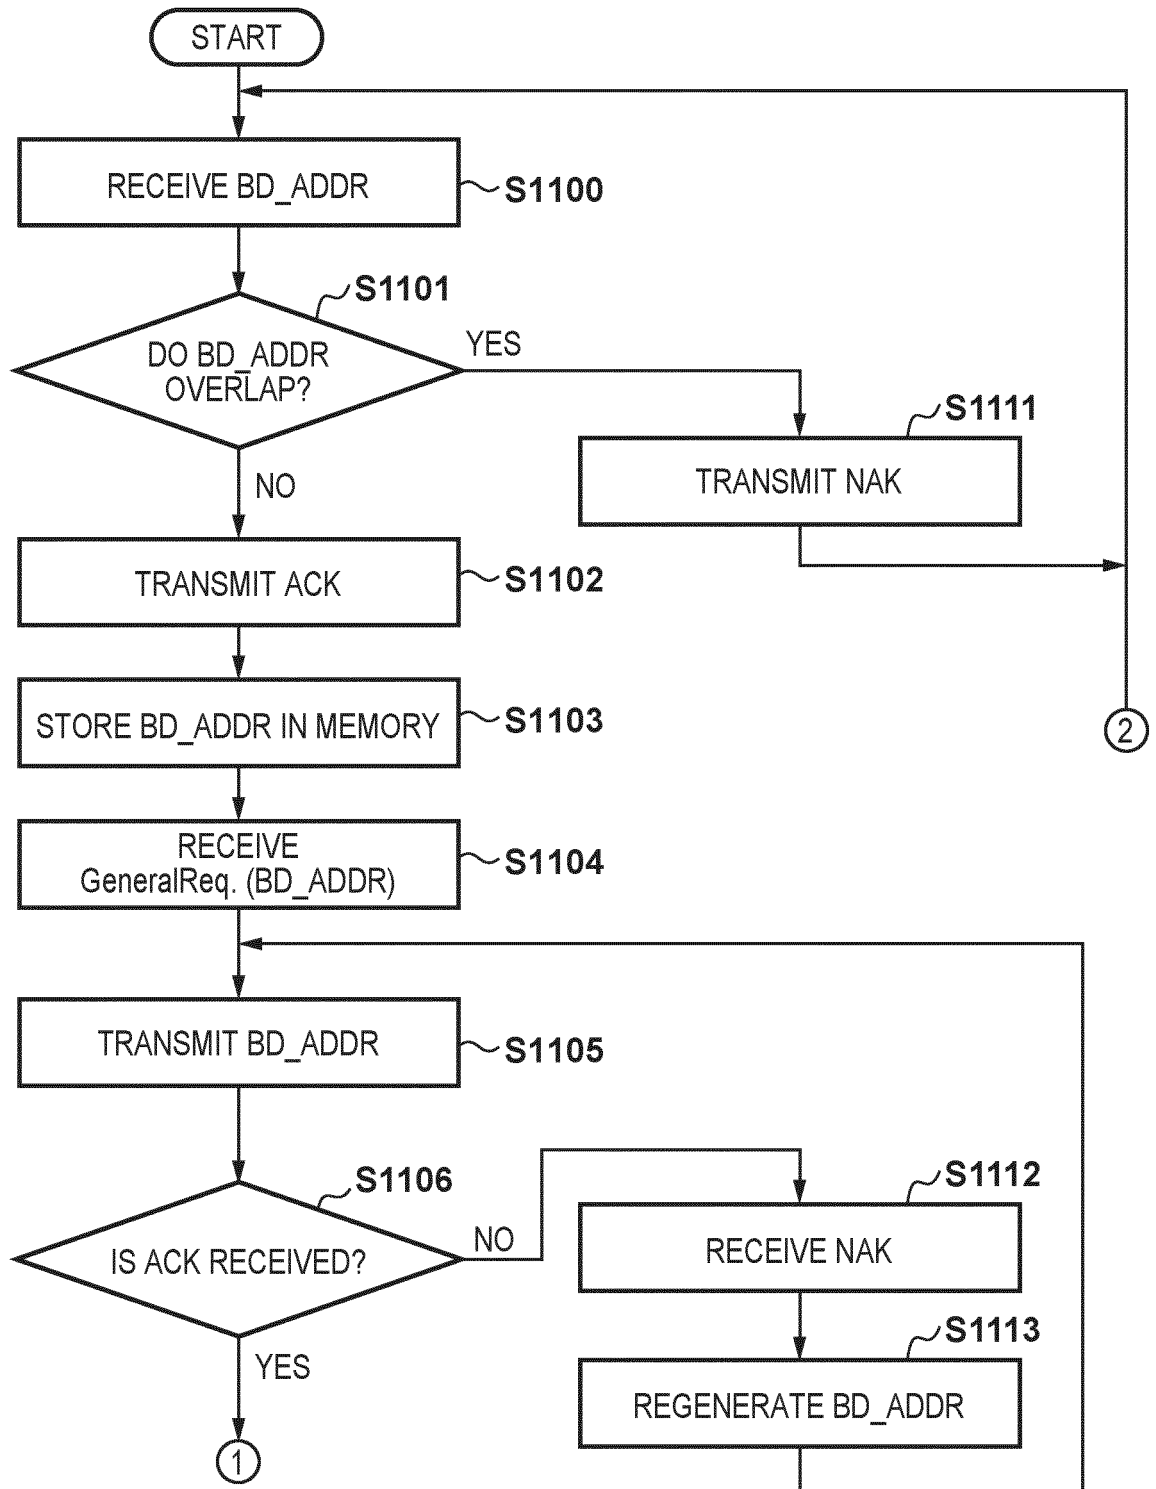 START
RECEIVE BD_ADDR
S1100
S1101
DO BD_ADDR
OVERLAP?
YES
S1111
TRANSMIT NAK
NO
TRANSMIT ACK
S1102
STORE BD_ADDR IN MEMORY
S1103
2
RECEIVE
GeneralReq. (BD_ADDR)
S1104
TRANSMIT BD_ADDR
S1105
S1106
IS ACK RECEIVED?
NO
S1112
RECEIVE NAK
S1113
REGENERATE BD_ADDR
YES
1